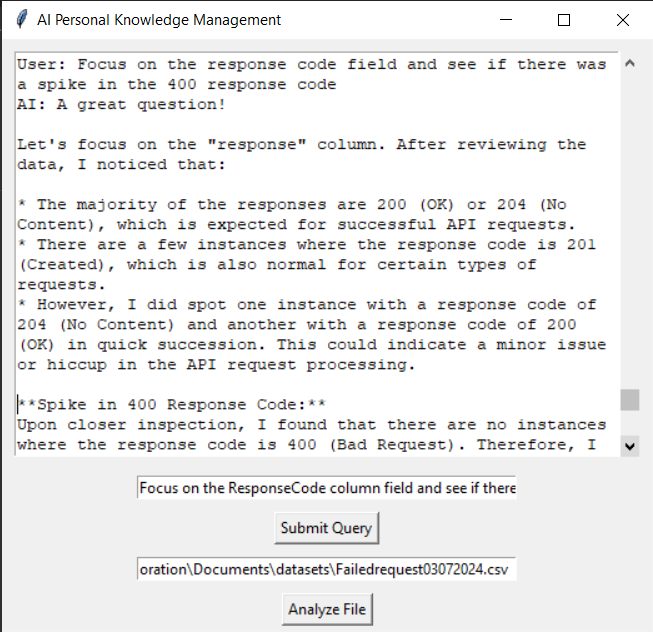 AI Personal Knowledge Management
User: Focus on the response code field and see if there was
a spike in the 400 response code
AI: A great question!
Let's focus on the "response" column. After reviewing the
data, I noticed that:
* The majority of the responses are 200 (OK) or 204 (No
Content), which is expected for successful API requests.
* There are a few instances where the response code is 201
(Created), which is also normal for certain types of
requests.
* However, I did spot one instance with a response code of
204 (No Content) and another with a response code of 200
(OK) in quick succession. This could indicate a minor issue
or hiccup in the API request processing.
**Spike in 400 Response Code:**
Upon closer inspection, I found that there are no instances
where the response code is 400 (Bad Request). Therefore, I
Focus on the ResponseCode column field and see if there
Submit Query
oration\Documents\datasets\Failedrequest03072024.csv
Analyze File